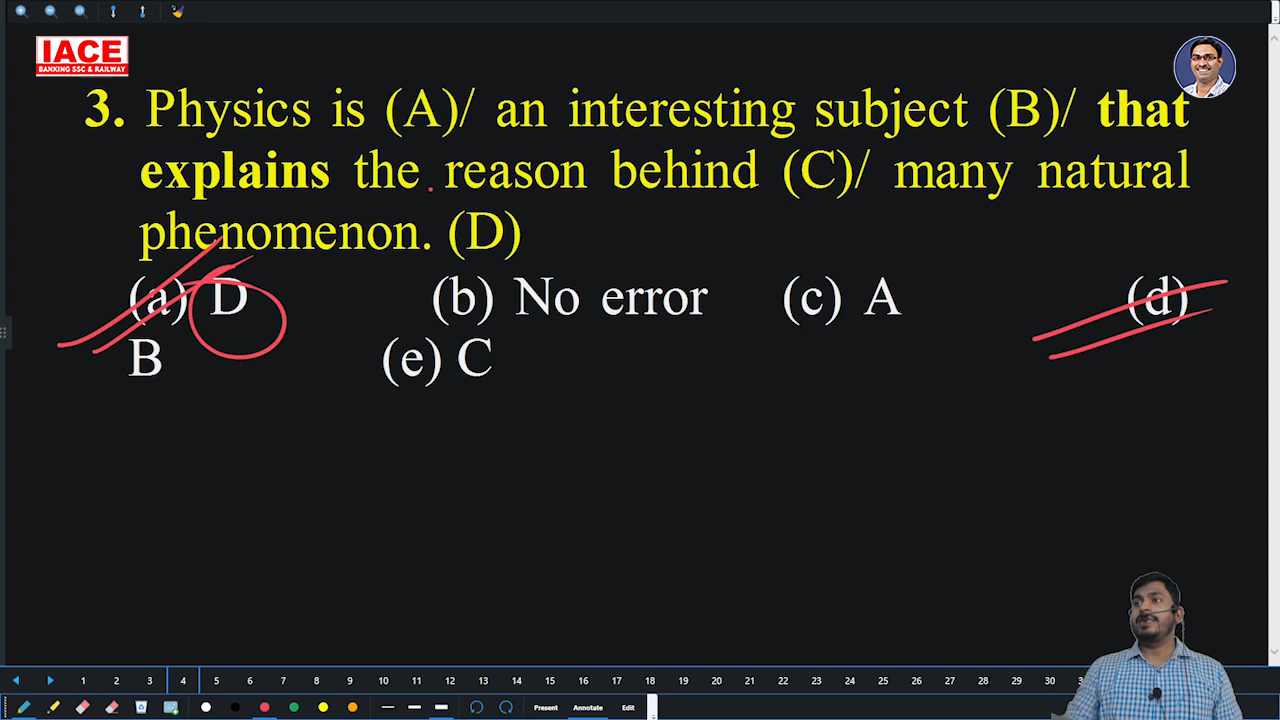 IACE
BANKING SSC & RAILWAY
3. Physics is (A)/ an interesting subject (B)/ that
explains the reason behind (C)/ many natural
phenomenon. (D)
(a) D (b) No error (c) A (d)
B (e) C
1 2 3 4 5 6 7 8 9 10 11 12 13 14 15 16 17 18 19 20 21 22 23 24 25 26 27 28 29 30 31
Present Annotate Edit